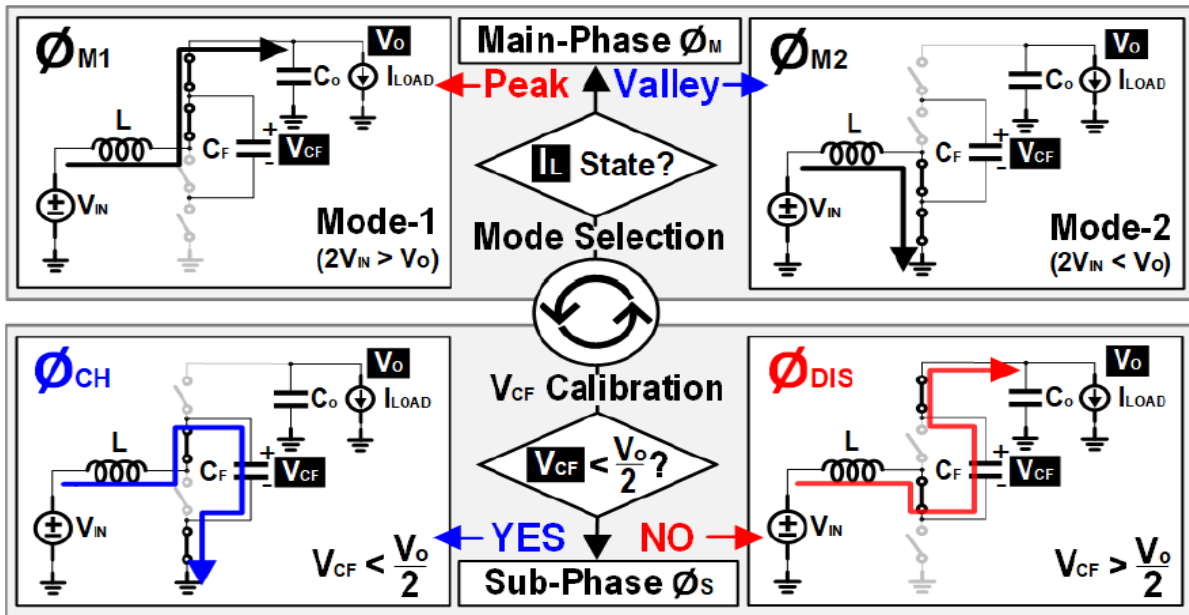 ØM1
L
CF
+
-
VCF
VO
Co
ILOAD
VIN
Mode-1
(2VIN > VO)
Main-Phase ØM
Peak Valley
IL State?
Mode Selection
ØM2
L
CF
+
-
VCF
VO
Co
ILOAD
VIN
Mode-2
(2VIN < VO)
ØCH
L
CF
+
-
VCF
VO
Co
ILOAD
VIN
VCF < Vo/2
VCF Calibration
VCF < Vo/2?
YES NO
Sub-Phase ØS
ØDIS
L
CF
+
-
VCF
VO
Co
ILOAD
VIN
VCF > Vo/2